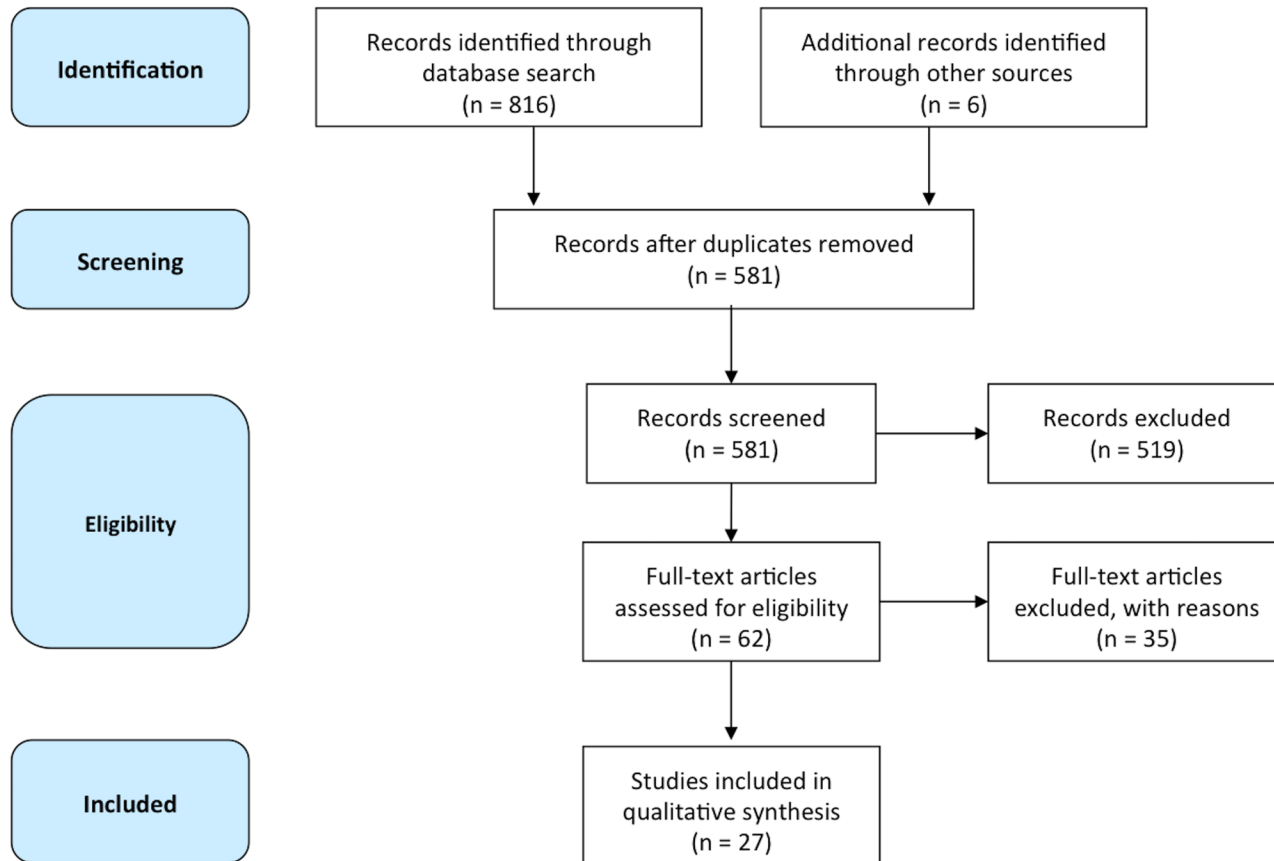 Identification
Records identified through
database search
(n = 816)
Additional records identified
through other sources
(n = 6)
Screening
Records after duplicates removed
(n = 581)
Eligibility
Records screened
(n = 581)
Records excluded
(n = 519)
Full-text articles
assessed for eligibility
(n = 62)
Full-text articles
excluded, with reasons
(n = 35)
Included
Studies included in
qualitative synthesis
(n = 27)